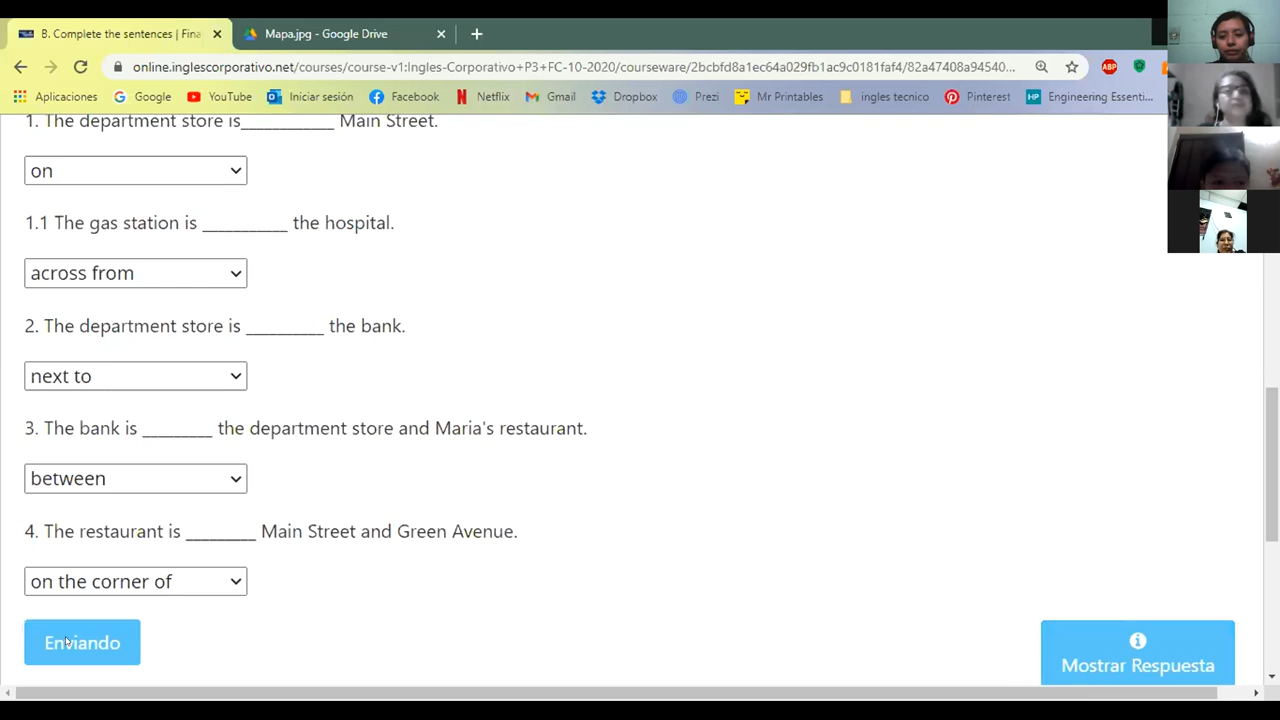 B. Complete the sentences | Fina
Mapa.jpg - Google Drive
online.inglescorporativo.net/courses/course-v1:Ingles-Corporativo+P3+FC-10-2020/courseware/2bcbfd8a1ec64a029fb1ac9c0181faf4/82a47408a94540...
ABP
Aplicaciones Google YouTube Iniciar sesión Facebook Netflix Gmail Dropbox Prezi Mr Printables ingles tecnico Pinterest HP Engineering Essenti...
1. The department store is____________ Main Street.
on
1.1 The gas station is ___________ the hospital.
across from
2. The department store is __________ the bank.
next to
3. The bank is _________ the department store and Maria's restaurant.
between
4. The restaurant is _________ Main Street and Green Avenue.
on the corner of
Enviando
Mostrar Respuesta